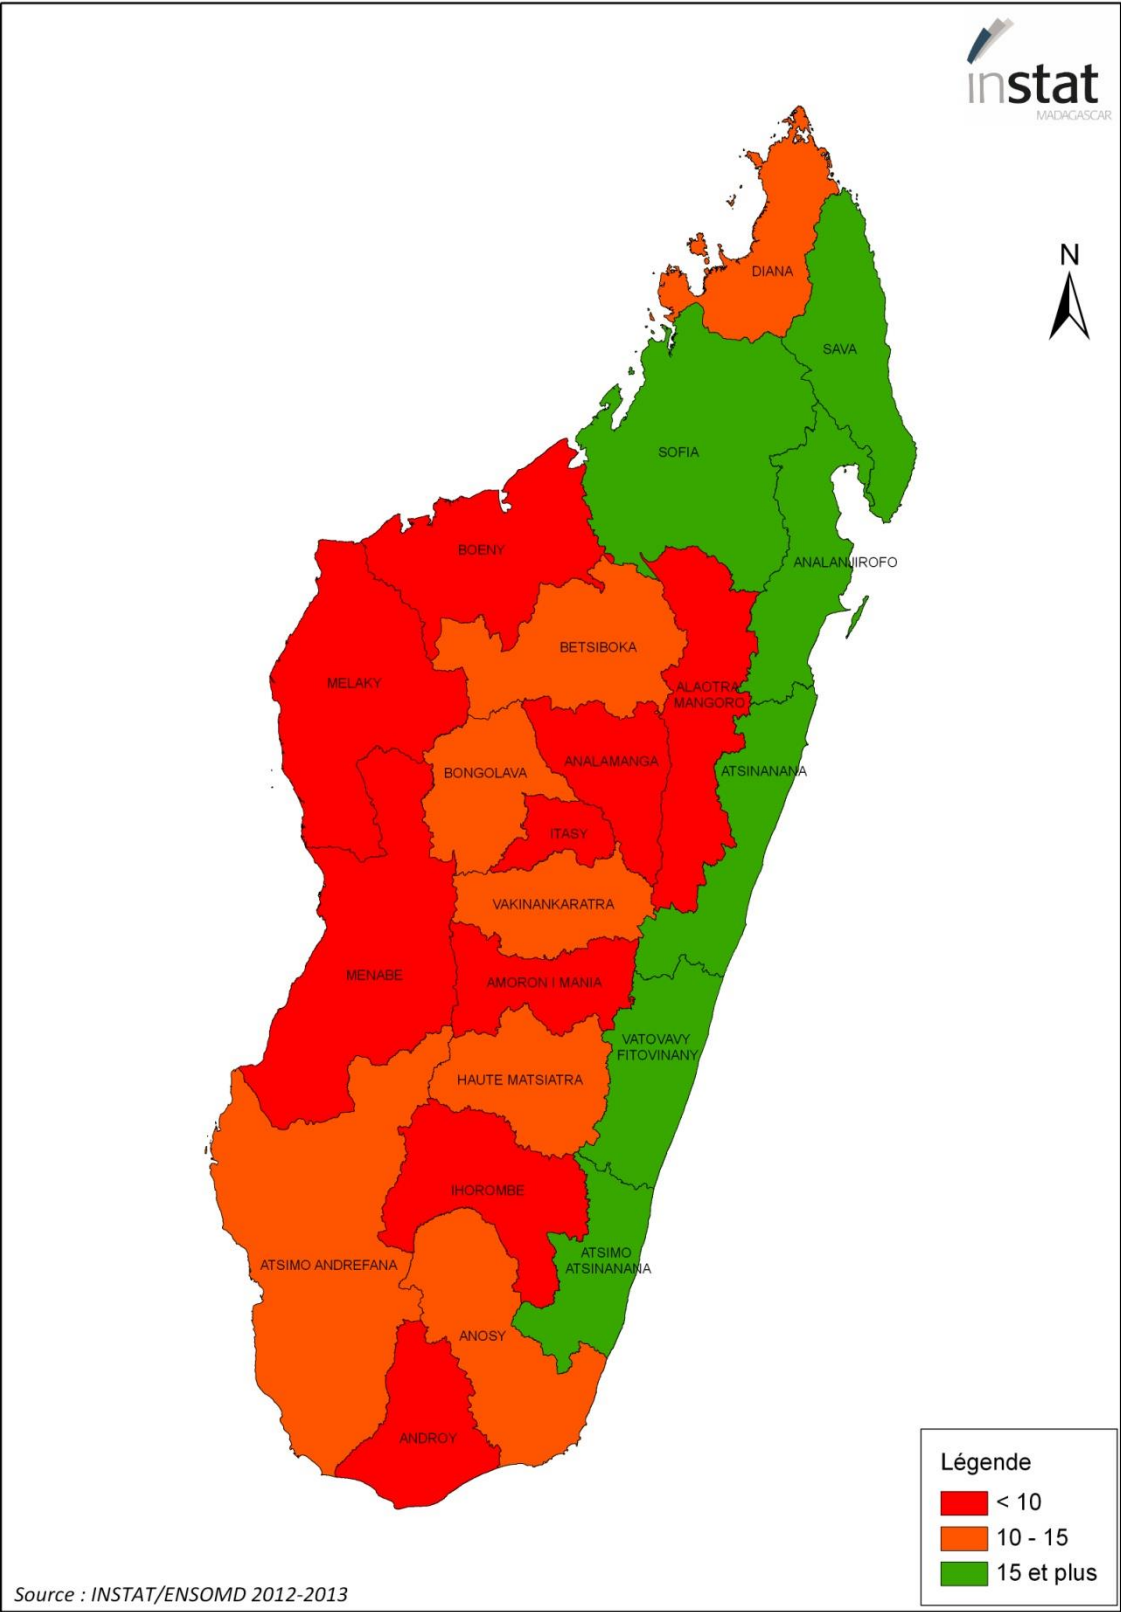 instat
MADAGASCAR
N
DIANA
SAVA
SOFIA
BOENY
ANALANJIROFO
BETSIBOKA
MELAKY
ALAOTRA
MANGORO
ANALAMANGA
BONGOLAVA
ATSINANANA
ITASY
VAKINANKARATRA
MENABE
AMORON I MANIA
VATOVAVY
FITOVINANY
HAUTE MATSIATRA
IHOROMBE
ATSIMO
ATSINANANA
ATSIMO ANDREFANA
ANOSY
ANDROY
Légende
< 10
10 - 15
15 et plus
Source : INSTAT/ENSOMD 2012-2013